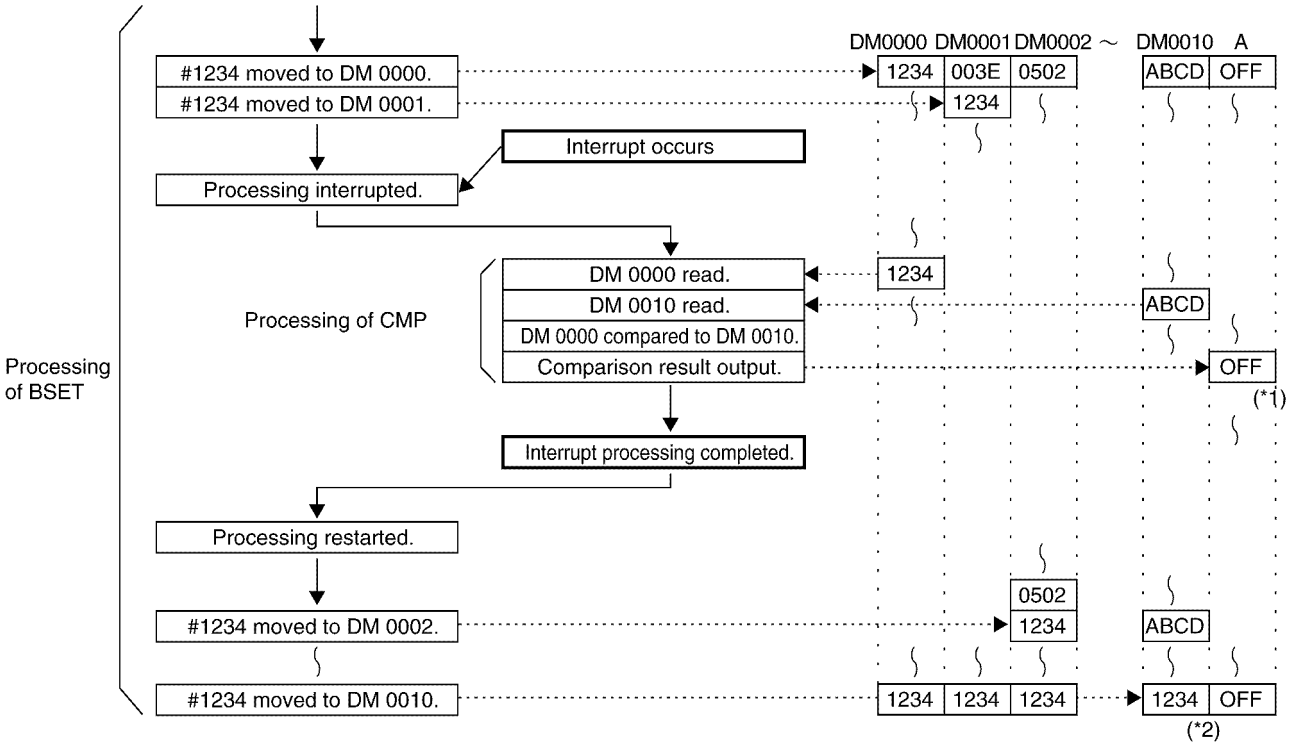 DM0000 DM0001 DM0002 ~ DM0010 A
#1234 moved to DM 0000. 1234 003E 0502 ABCD OFF
#1234 moved to DM 0001. 1234
Interrupt occurs
Processing interrupted.
DM 0000 read. 1234
DM 0010 read. ABCD
Processing of CMP
DM 0000 compared to DM 0010.
Comparison result output. OFF
(*1)
Processing
of BSET
Interrupt processing completed.
Processing restarted.
0502
#1234 moved to DM 0002. 1234 ABCD
#1234 moved to DM 0010. 1234 1234 1234 1234 OFF
(*2)